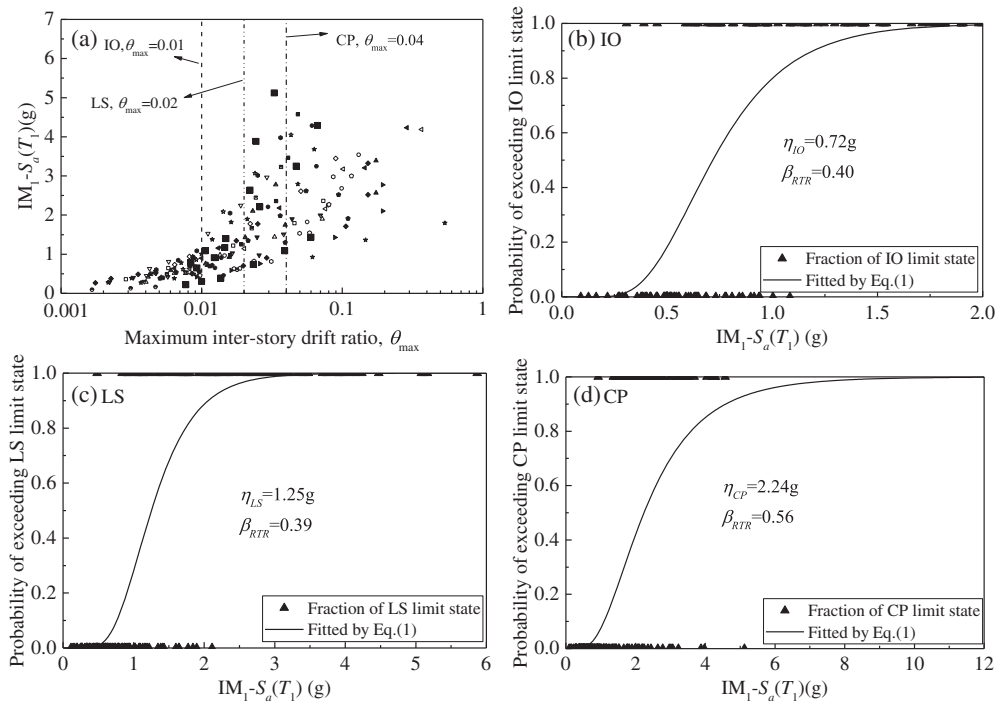 (a)
IO, θmax=0.01
CP, θmax=0.04
LS, θmax=0.02
7
6
5
4
3
2
1
0
0.001
0.01
0.1
1
IM1-Sa(T1)(g)
Maximum inter-story drift ratio, θmax
(b) IO
ηIO=0.72g
βRTR=0.40
Fraction of IO limit state
Fitted by Eq.(1)
1.0
0.8
0.6
0.4
0.2
0.0
0.0
0.5
1.0
1.5
2.0
Probability of exceeding IO limit state
IM1-Sa(T1) (g)
(c) LS
ηLS=1.25g
βRTR=0.39
Fraction of LS limit state
Fitted by Eq.(1)
1.0
0.8
0.6
0.4
0.2
0.0
0
1
2
3
4
5
6
Probability of exceeding LS limit state
IM1-Sa(T1) (g)
(d) CP
ηCP=2.24g
βRTR=0.56
Fraction of CP limit state
Fitted by Eq.(1)
1.0
0.8
0.6
0.4
0.2
0.0
0
2
4
6
8
10
12
Probability of exceeding CP limit state
IM1-Sa(T1)(g)